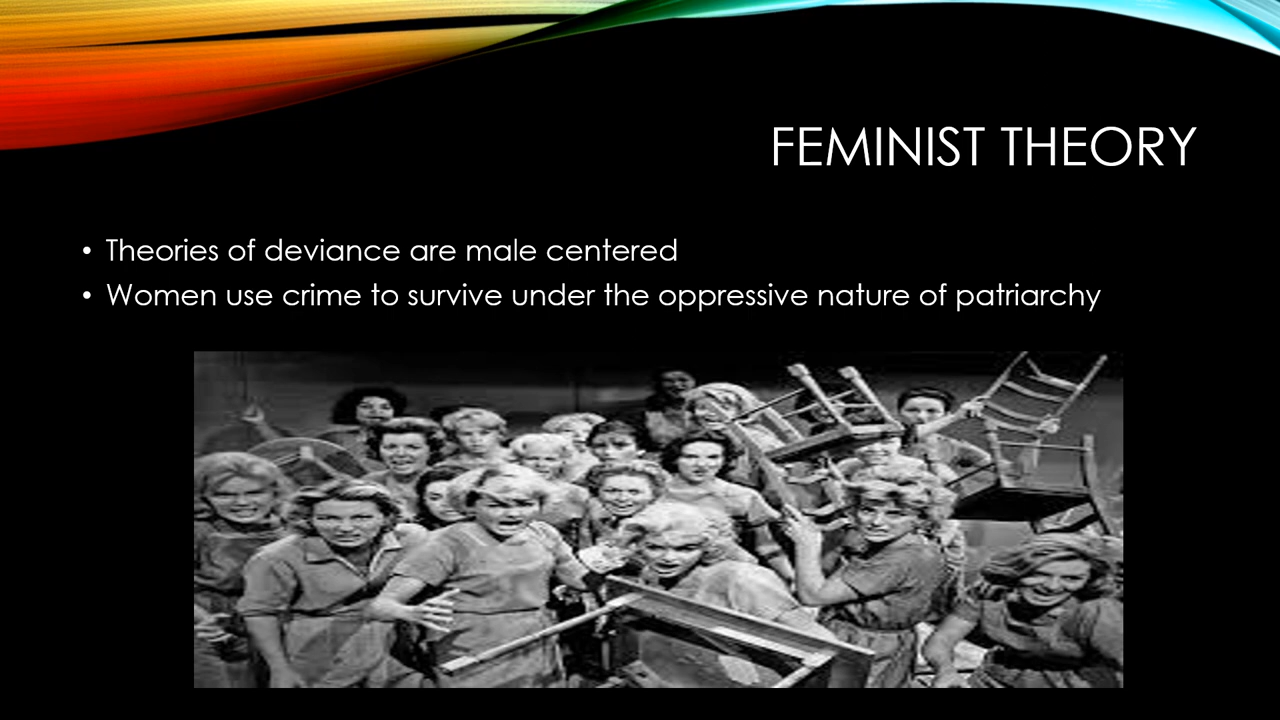 FEMINIST THEORY
• Theories of deviance are male centered
• Women use crime to survive under the oppressive nature of patriarchy